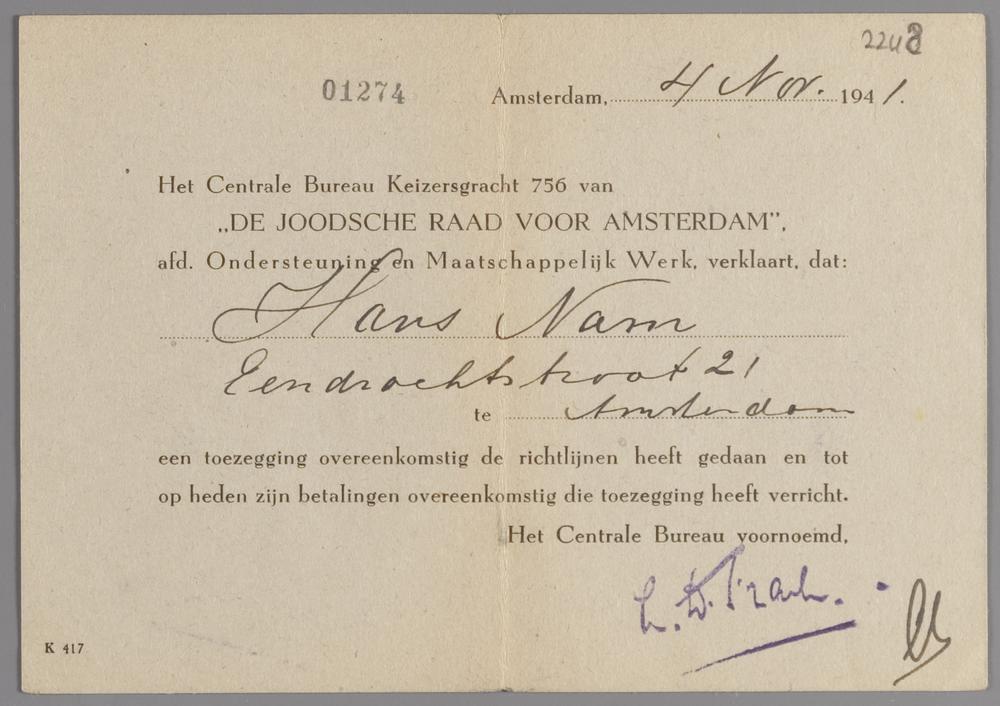 2248
01274 Amsterdam, 4 Nov. 1941.
Het Centrale Bureau Keizersgracht 756 van
„DE JOODSCHE RAAD VOOR AMSTERDAM”,
afd. Ondersteuning en Maatschappelijk Werk, verklaart, dat:
Hans Nam
Eendrachtstraat 21
te Amsterdam
een toezegging overeenkomstig de richtlijnen heeft gedaan en tot
op heden zijn betalingen overeenkomstig die toezegging heeft verricht.
Het Centrale Bureau voornoemd,
K 417